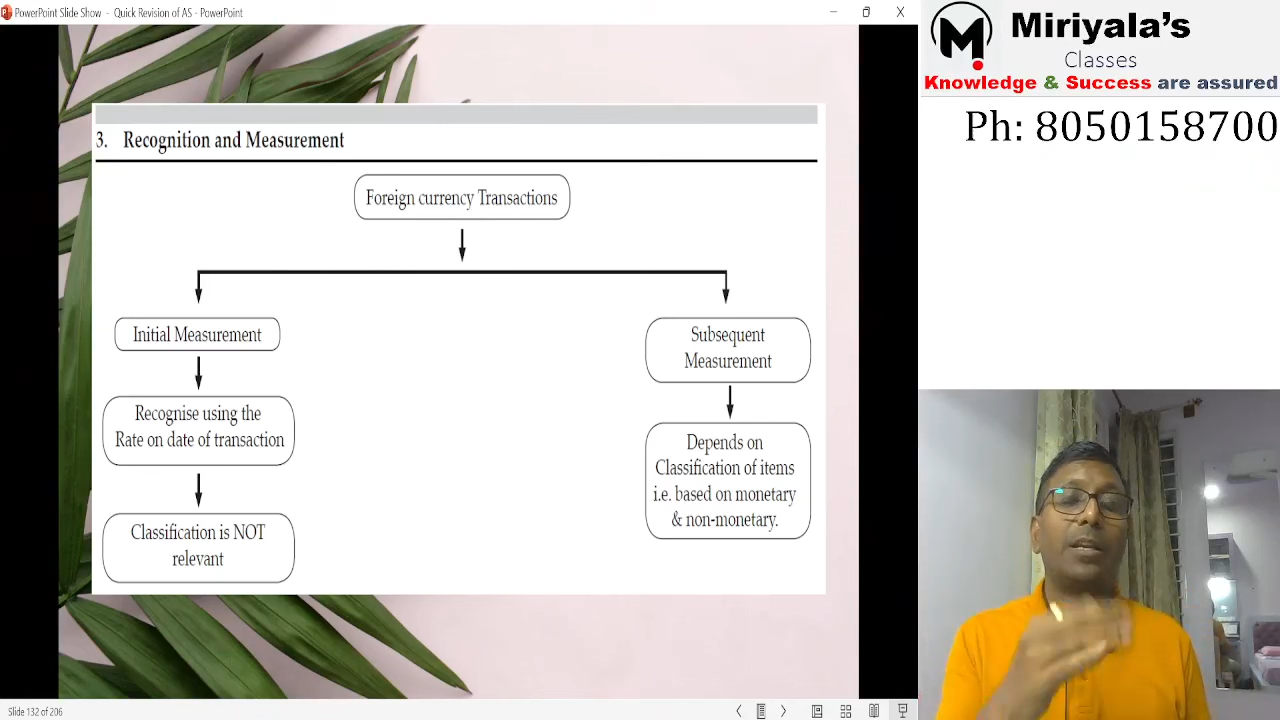 PowerPoint Slide Show - Quick Revision of AS - PowerPoint
Miriyala's
Classes
Knowledge & Success are assured
Ph: 8050158700
3. Recognition and Measurement
Foreign currency Transactions
Initial Measurement
Recognise using the
Rate on date of transaction
Classification is NOT
relevant
Subsequent
Measurement
Depends on
Classification of items
i.e. based on monetary
& non-monetary.
Slide 132 of 206